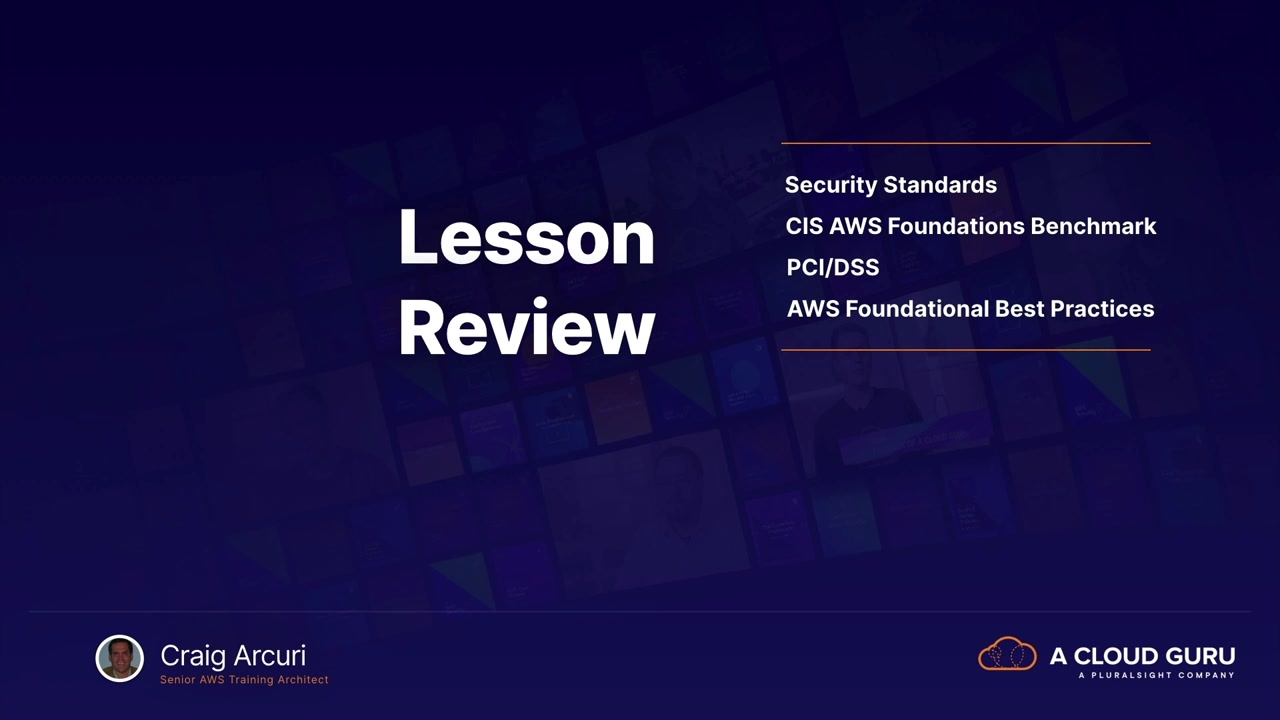 Lesson
Review
Security Standards
CIS AWS Foundations Benchmark
PCI/DSS
AWS Foundational Best Practices
Craig Arcuri
Senior AWS Training Architect
A CLOUD GURU
A PLURALSIGHT COMPANY